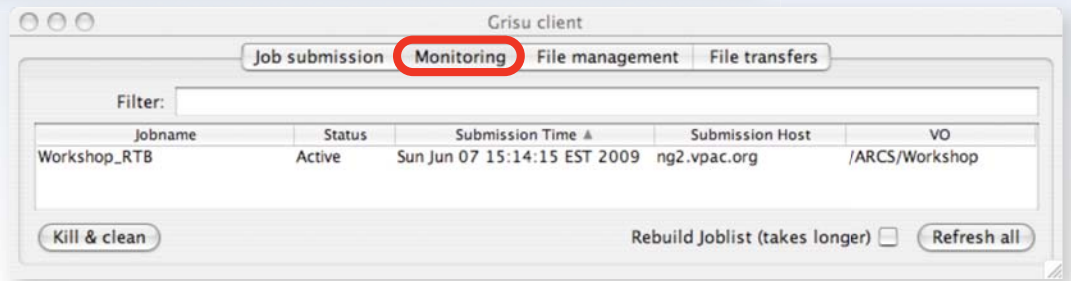 Grisu client
Job submission Monitoring File management File transfers
Filter:
Jobname Status Submission Time ▲ Submission Host VO
Workshop_RTB Active Sun Jun 07 15:14:15 EST 2009 ng2.vpac.org /ARCS/Workshop
Kill & clean Rebuild Joblist (takes longer) Refresh all